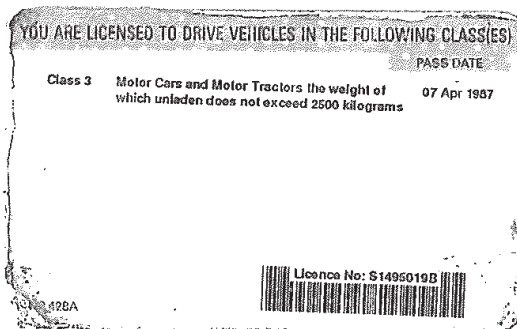 YOU ARE LICENSED TO DRIVE VEHICLES IN THE FOLLOWING CLASS(ES)
PASS DATE
Class 3 Motor Cars and Motor Tractors the weight of 07 Apr 1987
which unladen does not exceed 2500 kilograms
Licence No: S1495019B
428A